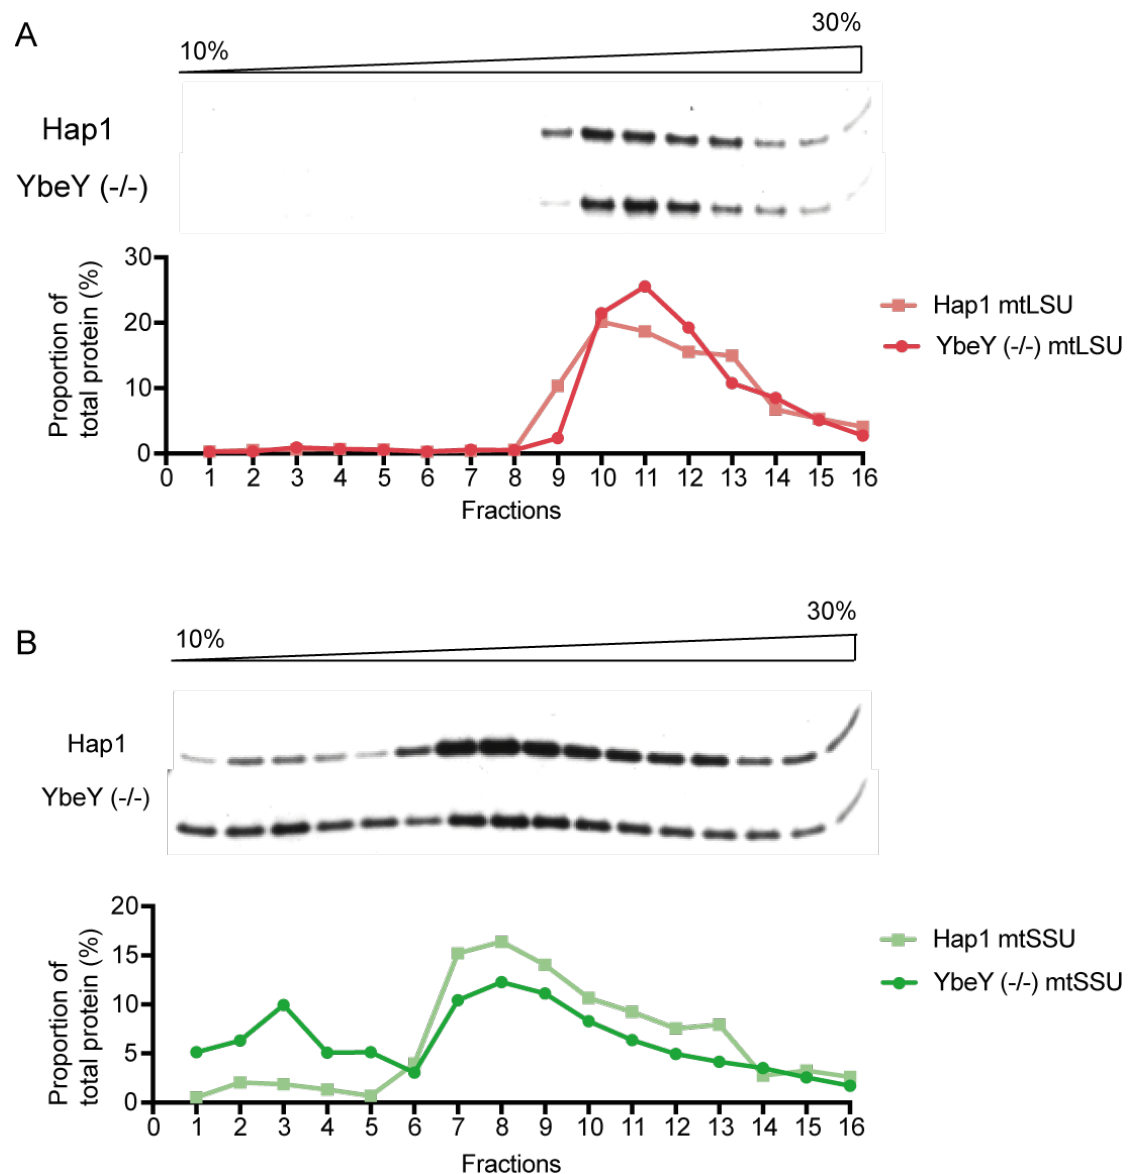 A
10%
30%
Hap1
YbeY (-/-)
Proportion of
total protein (%)
30
20
10
0
0 1 2 3 4 5 6 7 8 9 10 11 12 13 14 15 16
Fractions
Hap1 mtLSU
YbeY (-/-) mtLSU
B
10%
30%
Hap1
YbeY (-/-)
Proportion of
total protein (%)
20
15
10
5
0
0 1 2 3 4 5 6 7 8 9 10 11 12 13 14 15 16
Fractions
Hap1 mtSSU
YbeY (-/-) mtSSU